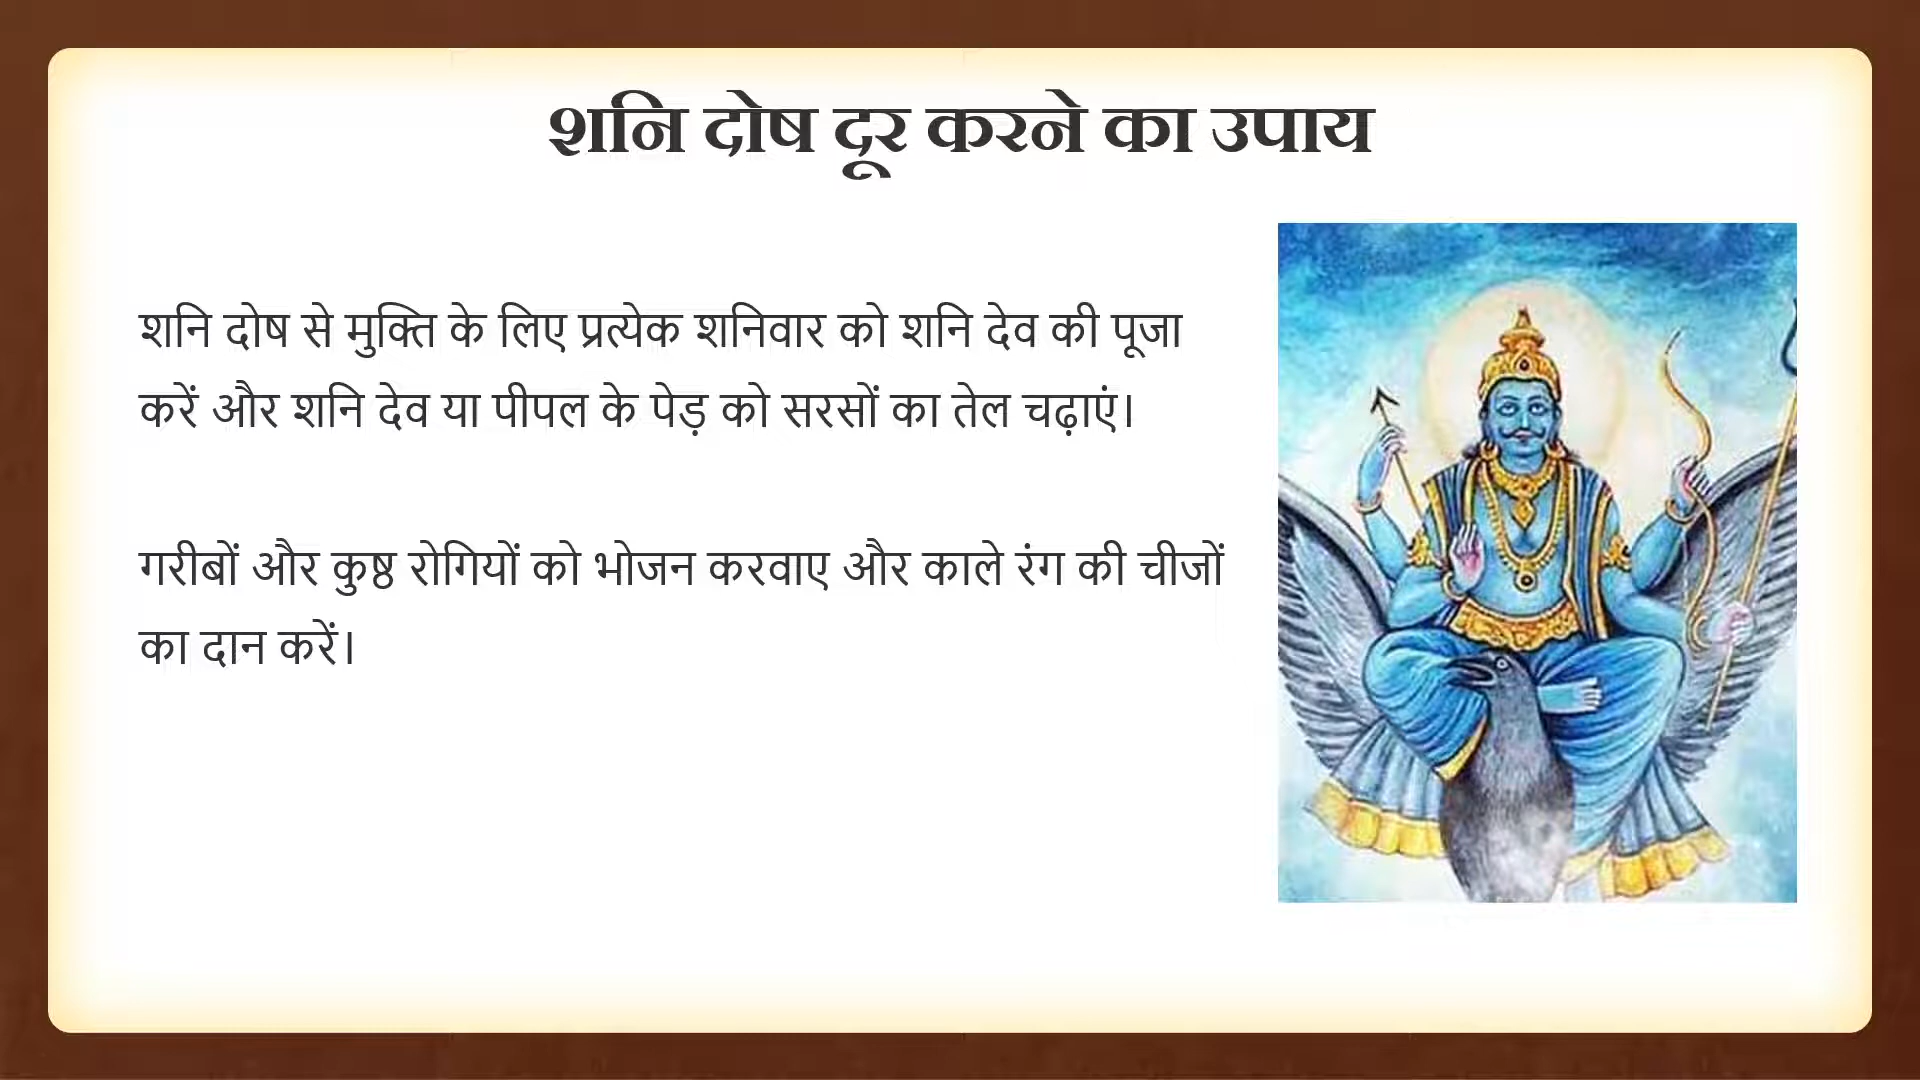 शनि दोष दूर करने का उपाय
शनि दोष से मुक्ति के लिए प्रत्येक शनिवार को शनि देव की पूजा
करें और शनि देव या पीपल के पेड़ को सरसों का तेल चढ़ाएं।
गरीबों और कुष्ठ रोगियों को भोजन करवाए और काले रंग की चीजों
का दान करें।